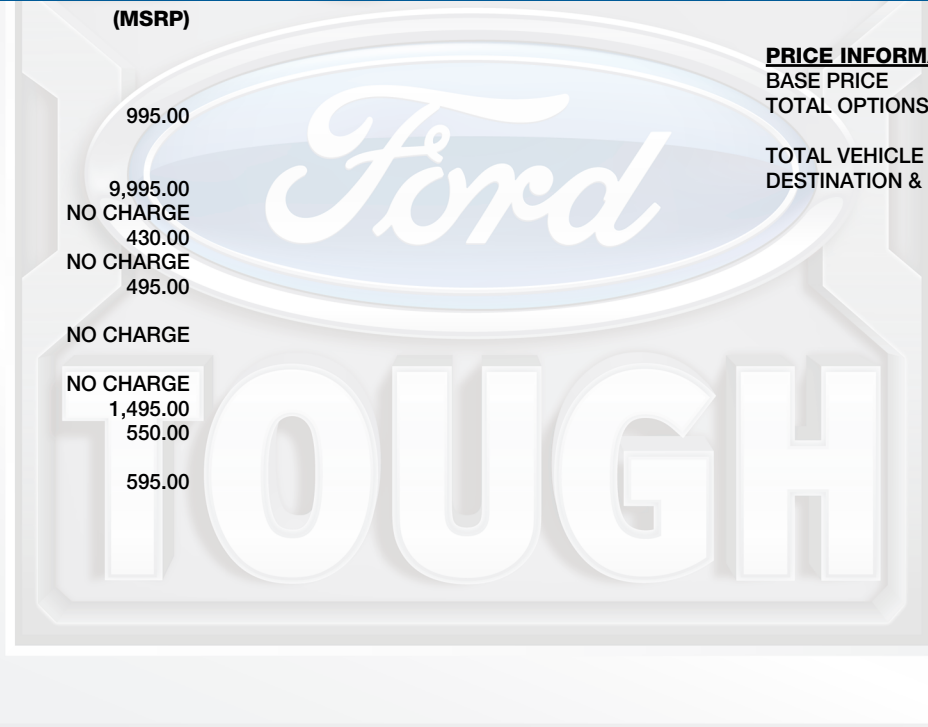 (MSRP)
995.00
9,995.00
NO CHARGE
430.00
NO CHARGE
495.00
NO CHARGE
NO CHARGE
1,495.00
550.00
595.00
PRICE
BASE PRICE
TOTAL OPTIONS
TOTAL VEHICLE
DESTINATION &
Ford
TOUGH